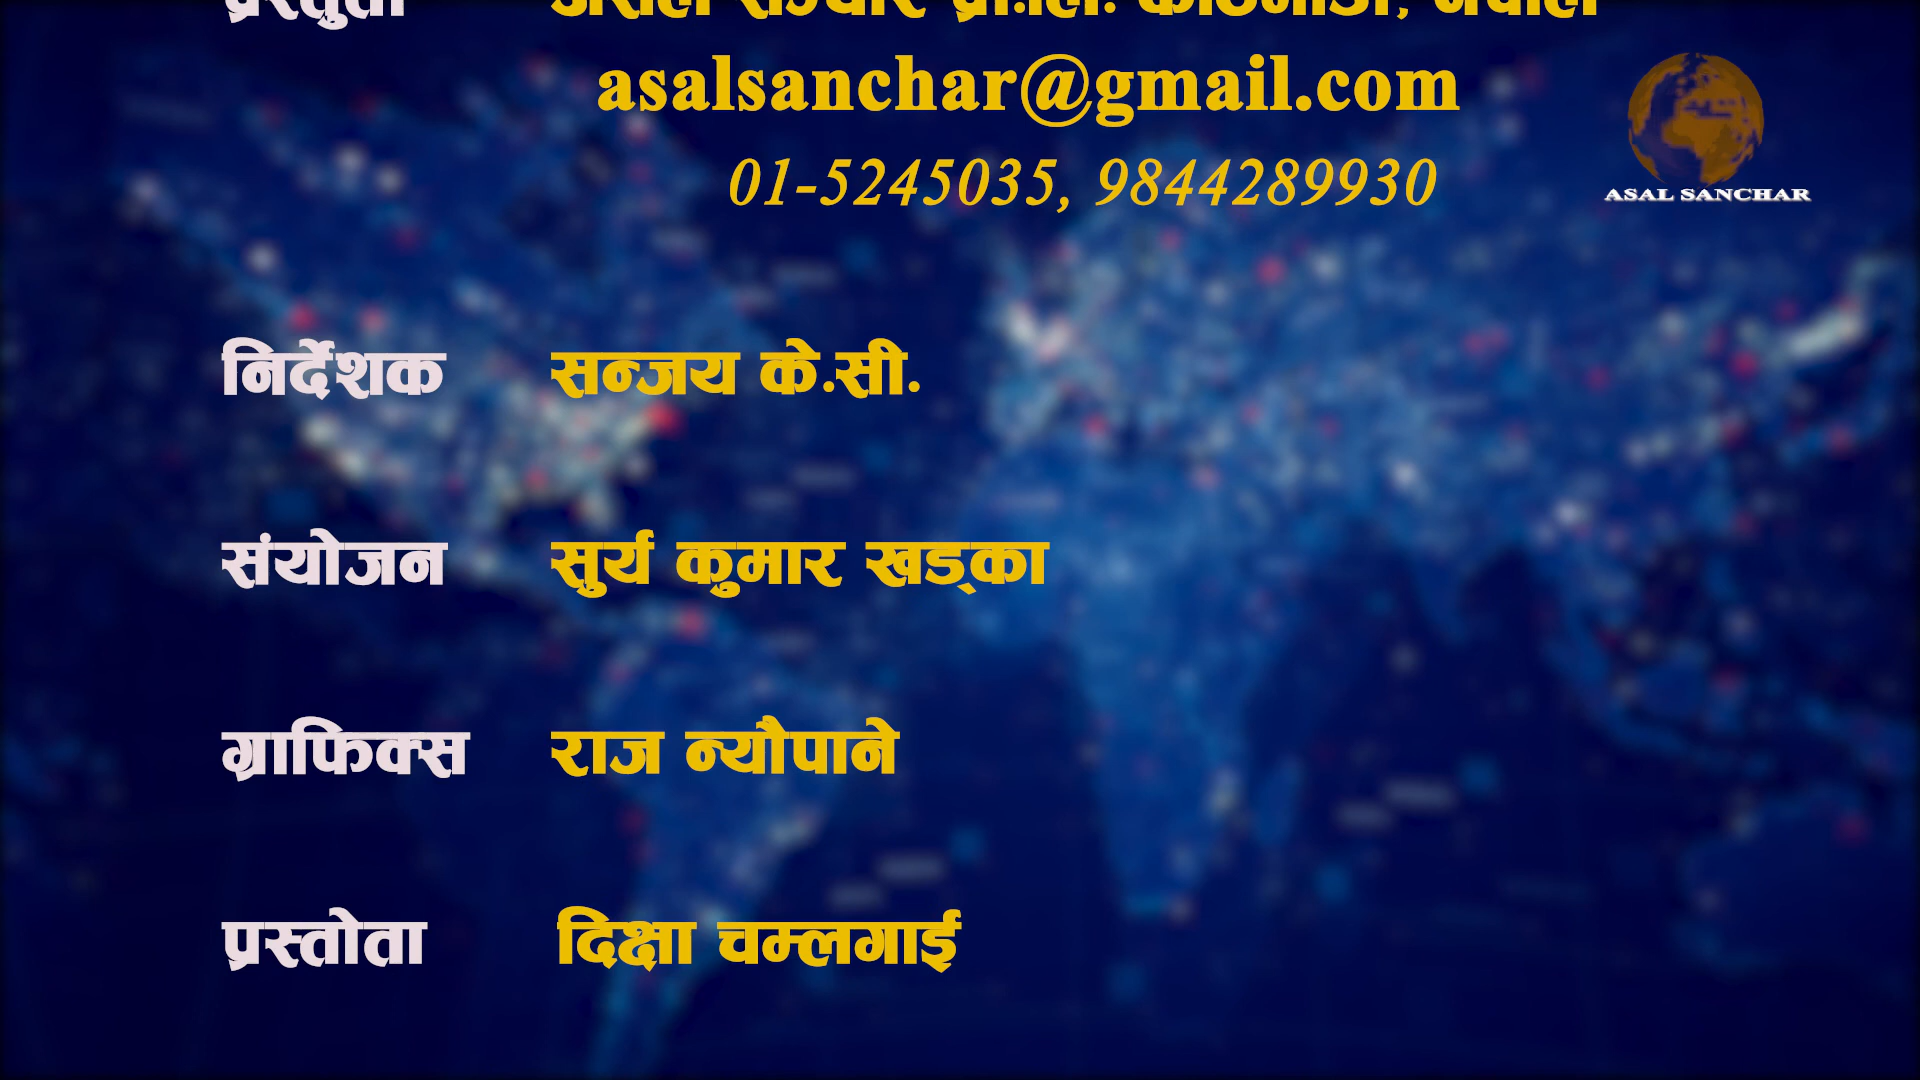 asalsanchar@gmail.com
01-5245035, 9844289930
ASAL SANCHAR
निर्देशक सन्जय के.सी.
संयोजन सुर्य कुमार खड्का
ग्राफिक्स राज न्यौपाने
प्रस्तोता दिक्षा चम्लगाई